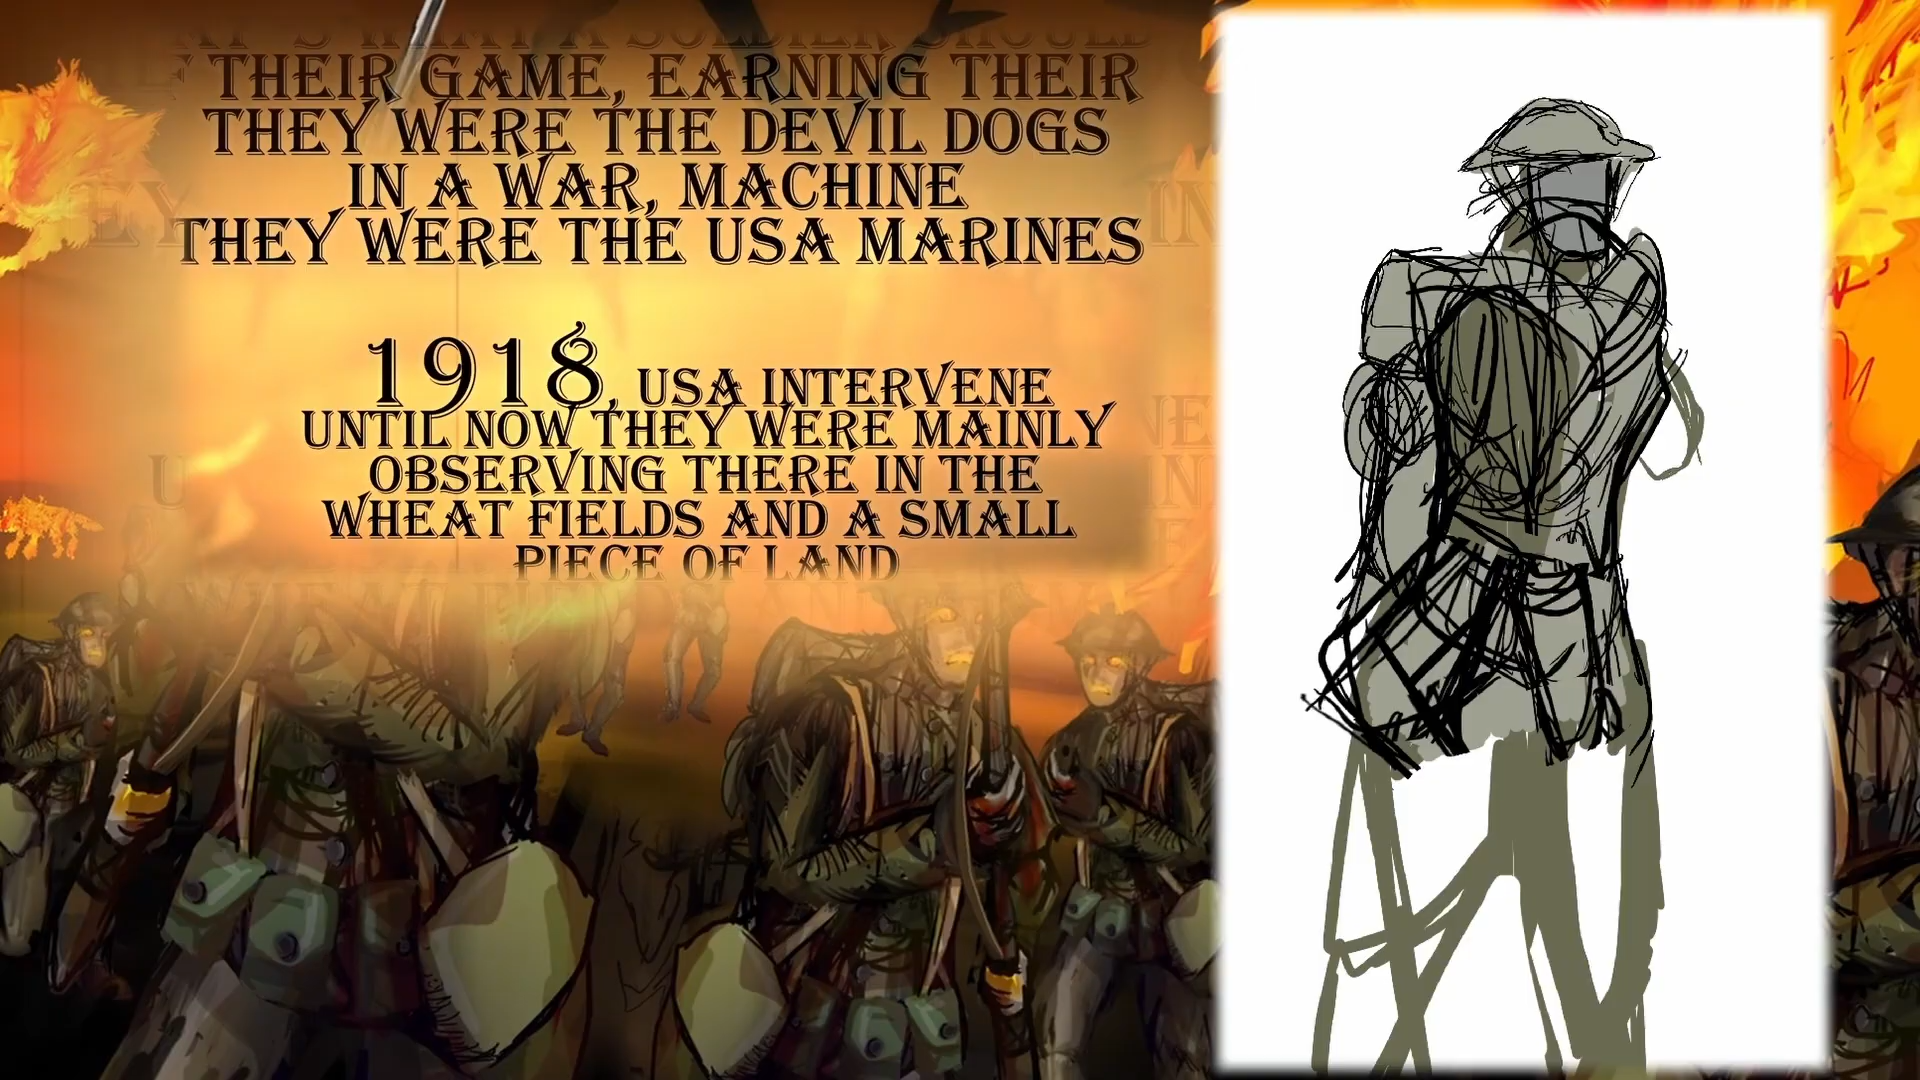 THEIR GAME, EARNING THEIR
THEY WERE THE DEVIL DOGS
IN A WAR, MACHINE
THEY WERE THE USA MARINES
1918, USA INTERVENE
UNTIL NOW THEY WERE MAINLY
OBSERVING THERE IN THE
WHEAT FIELDS AND A SMALL
PIECE OF LAND